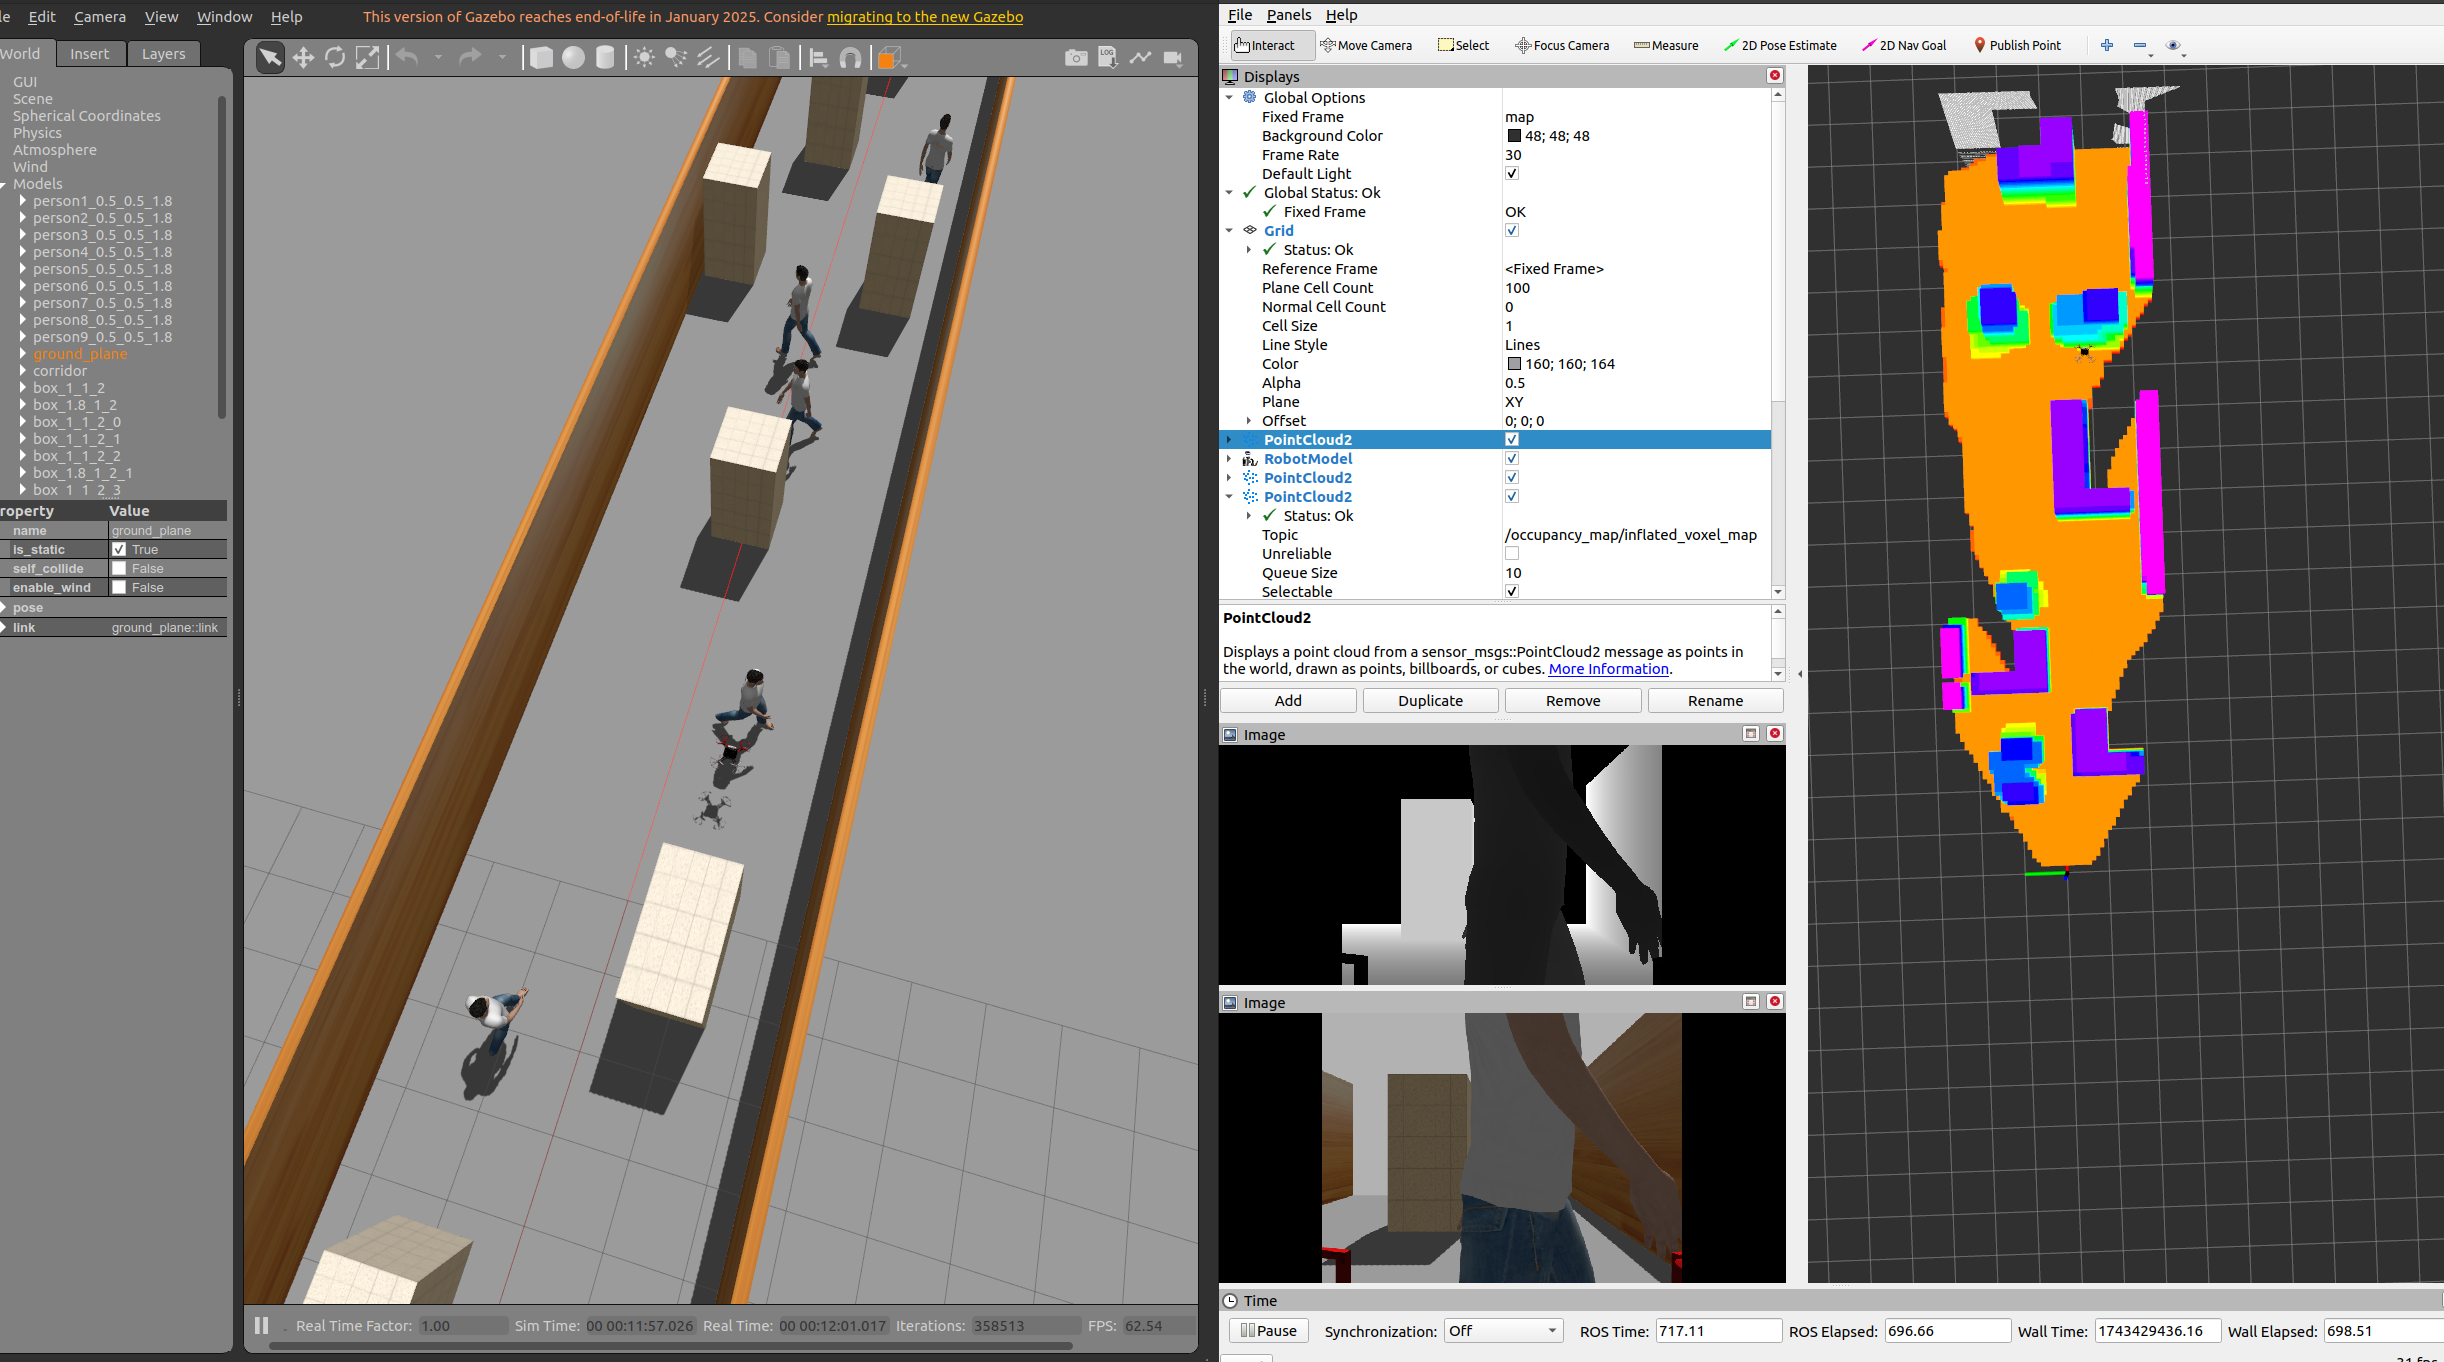 le Edit Camera View Window Help This version of Gazebo reaches end-of-life in January 2025. Consider migrating to the new Gazebo
World Insert Layers
GUI
Scene
Spherical Coordinates
Physics
Atmosphere
Wind
Models
person1_0.5_0.5_1.8
person2_0.5_0.5_1.8
person3_0.5_0.5_1.8
person4_0.5_0.5_1.8
person5_0.5_0.5_1.8
person6_0.5_0.5_1.8
person7_0.5_0.5_1.8
person8_0.5_0.5_1.8
person9_0.5_0.5_1.8
ground_plane
corridor
box_1_1_2
box_1.8_1_2
box_1_1_2_0
box_1_1_2_1
box_1_1_2_2
box_1.8_1_2_1
box_1_1_2_3
roperty Value
name ground_plane
is_static True
self_collide False
enable_wind False
pose
link ground_plane::link
LOG
Real Time Factor: 1.00 Sim Time: 00 00:11:57.026 Real Time: 00 00:12:01.017 Iterations: 358513 FPS: 62.54
File Panels Help
Interact Move Camera Select Focus Camera Measure 2D Pose Estimate 2D Nav Goal Publish Point
Displays
Global Options
Fixed Frame map
Background Color 48; 48; 48
Frame Rate 30
Default Light
Global Status: Ok
Fixed Frame OK
Grid
Status: Ok
Reference Frame <Fixed Frame>
Plane Cell Count 100
Normal Cell Count 0
Cell Size 1
Line Style Lines
Color 160; 160; 164
Alpha 0.5
Plane XY
Offset 0; 0; 0
PointCloud2
RobotModel
PointCloud2
PointCloud2
Status: Ok
Topic /occupancy_map/inflated_voxel_map
Unreliable
Queue Size 10
Selectable
PointCloud2
Displays a point cloud from a sensor_msgs::PointCloud2 message as points in
the world, drawn as points, billboards, or cubes. More Information.
Add Duplicate Remove Rename
Image
Image
Time
Pause Synchronization: Off ROS Time: 717.11 ROS Elapsed: 696.66 Wall Time: 1743429436.16 Wall Elapsed: 698.51
31 fps